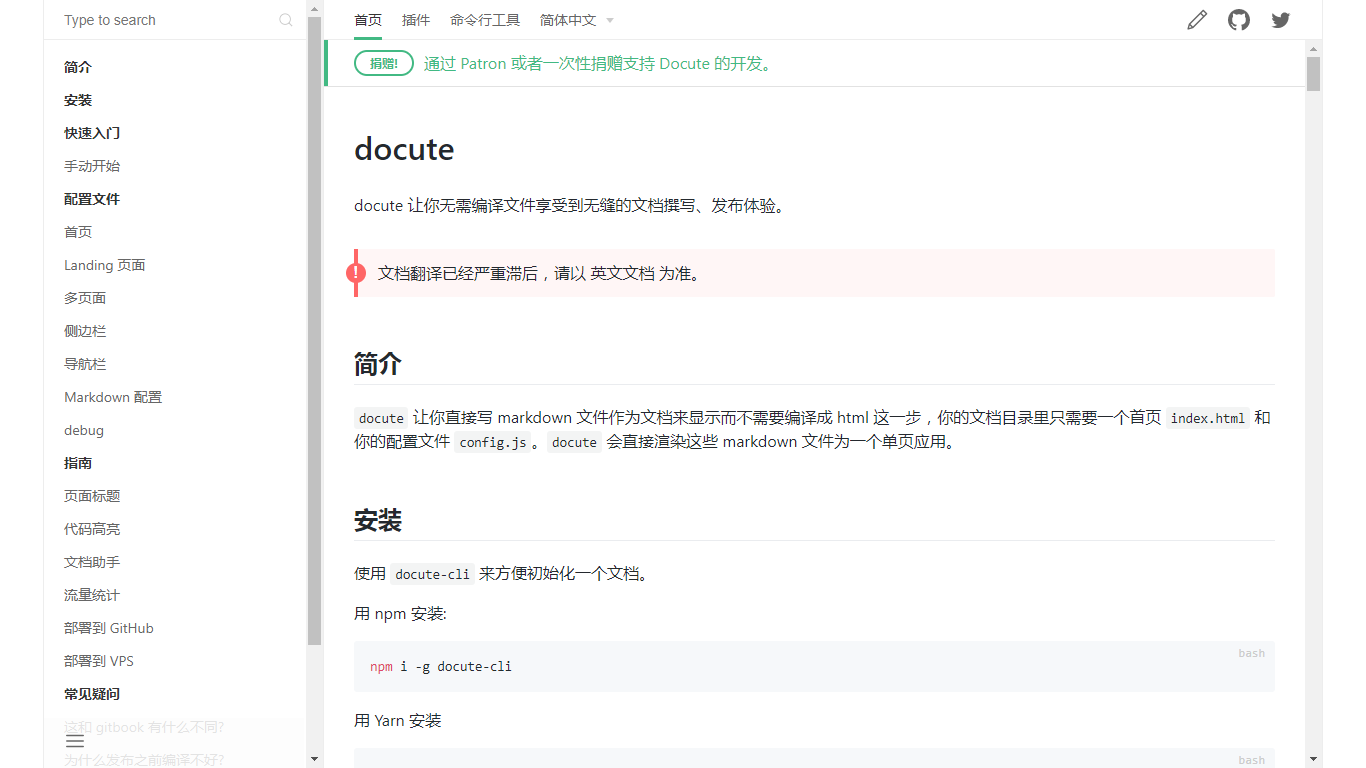 Type to search
首页 插件 命令行工具 简体中文
捐赠! 通过 Patron 或者一次性捐赠支持 Docute 的开发。
简介
安装
快速入门
手动开始
配置文件
首页
Landing 页面
多页面
侧边栏
导航栏
Markdown 配置
debug
指南
页面标题
代码高亮
文档助手
流量统计
部署到 GitHub
部署到 VPS
常见疑问
这和 gitbook 有什么不同?
为什么发布之前编译不好?
docute
docute 让你无需编译文件享受到无缝的文档撰写、发布体验。
文档翻译已经严重滞后，请以 英文文档 为准。
简介
docute 让你直接写 markdown 文件作为文档来显示而不需要编译成 html 这一步，你的文档目录里只需要一个首页 index.html 和
你的配置文件 config.js 。 docute 会直接渲染这些 markdown 文件为一个单页应用。
安装
使用 docute-cli 来方便初始化一个文档。
用 npm 安装:
bash
npm i -g docute-cli
用 Yarn 安装
bash